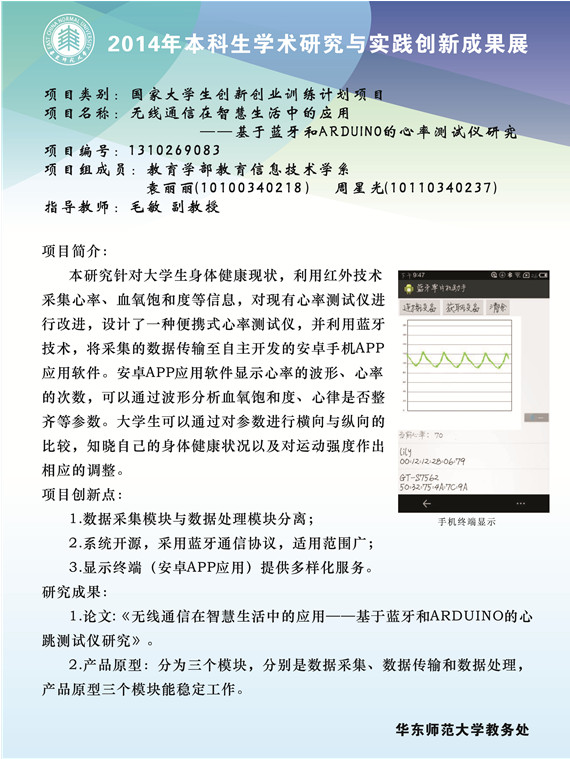 EAST CHINA NORMAL UNIVERSITY
2014年本科生学术研究与实践创新成果展
项目类别：国家大学生创新创业训练计划项目
项目名称：无线通信在智慧生活中的应用
——基于蓝牙和ARDUINO的心率测试仪研究
项目编号：1310269083
项目组成员：教育学部教育信息技术学系
袁丽丽(10100340218) 周星光(10110340237)
指导教师：毛敏 副教授
项目简介：
本研究针对大学生身体健康现状，利用红外技术
采集心率、血氧饱和度等信息，对现有心率测试仪进
行改进，设计了一种便携式心率测试仪，并利用蓝牙
技术，将采集的数据传输至自主开发的安卓手机APP
应用软件。安卓APP应用软件显示心率的波形、心率
的次数，可以通过波形分析血氧饱和度、心律是否整
齐等参数。大学生可以通过对参数进行横向与纵向的
比较，知晓自己的身体健康状况以及对运动强度作出
相应的调整。
下午9:47
蓝牙单片机助手
清除
当前心率：70
Lily
00:12:12:28:06:79
GT-S7562
50:32:75:4A:7C:9A
手机终端显示
项目创新点：
1.数据采集模块与数据处理模块分离；
2.系统开源，采用蓝牙通信协议，适用范围广；
3.显示终端（安卓APP应用）提供多样化服务。
研究成果：
1.论文：《无线通信在智慧生活中的应用——基于蓝牙和ARDUINO的心
跳测试仪研究》。
2.产品原型：分为三个模块，分别是数据采集、数据传输和数据处理，
产品原型三个模块能稳定工作。
华东师范大学教务处